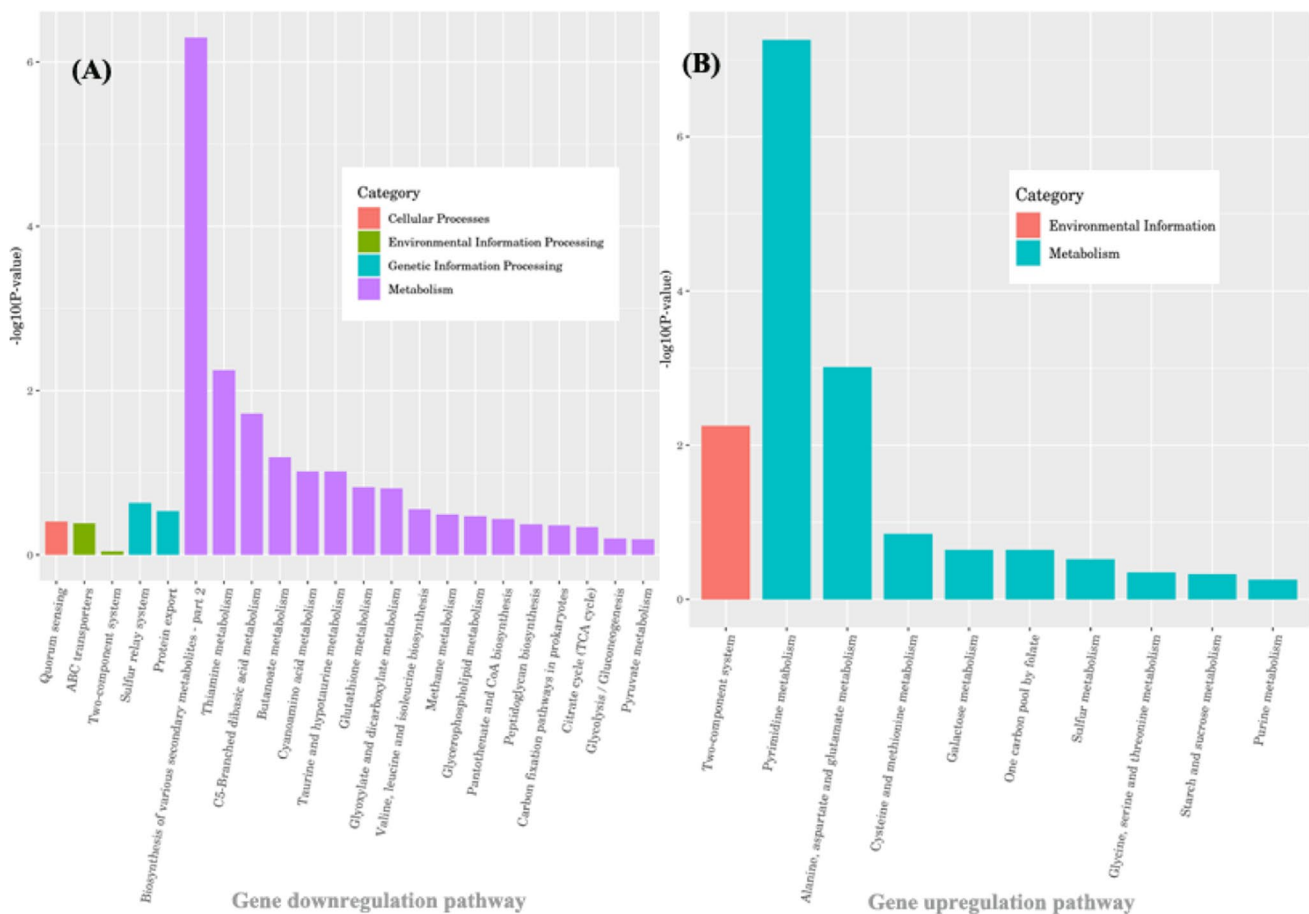 (A)
-log10(P-value)
6
4
2
0
Category
Cellular Processes
Environmental Information Processing
Genetic Information Processing
Metabolism
Quorum sensing
ABC transporters
Two-component system
Sulfur relay system
Protein export
Biosynthesis of various secondary metabolites - part 2
Thiamine metabolism
C5-Branched dibasic acid metabolism
Butanoate metabolism
Cyanoamino acid metabolism
Taurine and hypotaurine metabolism
Glutathione metabolism
Glyoxylate and dicarboxylate metabolism
Valine, leucine and isoleucine biosynthesis
Methane metabolism
Glycerophospholipid metabolism
Pantothenate and CoA biosynthesis
Peptidoglycan biosynthesis
Carbon fixation pathways in prokaryotes
Citrate cycle (TCA cycle)
Glycolysis / Gluconeogenesis
Pyruvate metabolism
Gene downregulation pathway
(B)
-log10(P-value)
6
4
2
0
Category
Environmental Information
Metabolism
Two-component system
Pyrimidine metabolism
Alanine, aspartate and glutamate metabolism
Cysteine and methionine metabolism
Galactose metabolism
One carbon pool by folate
Sulfur metabolism
Glycine, serine and threonine metabolism
Starch and sucrose metabolism
Purine metabolism
Gene upregulation pathway